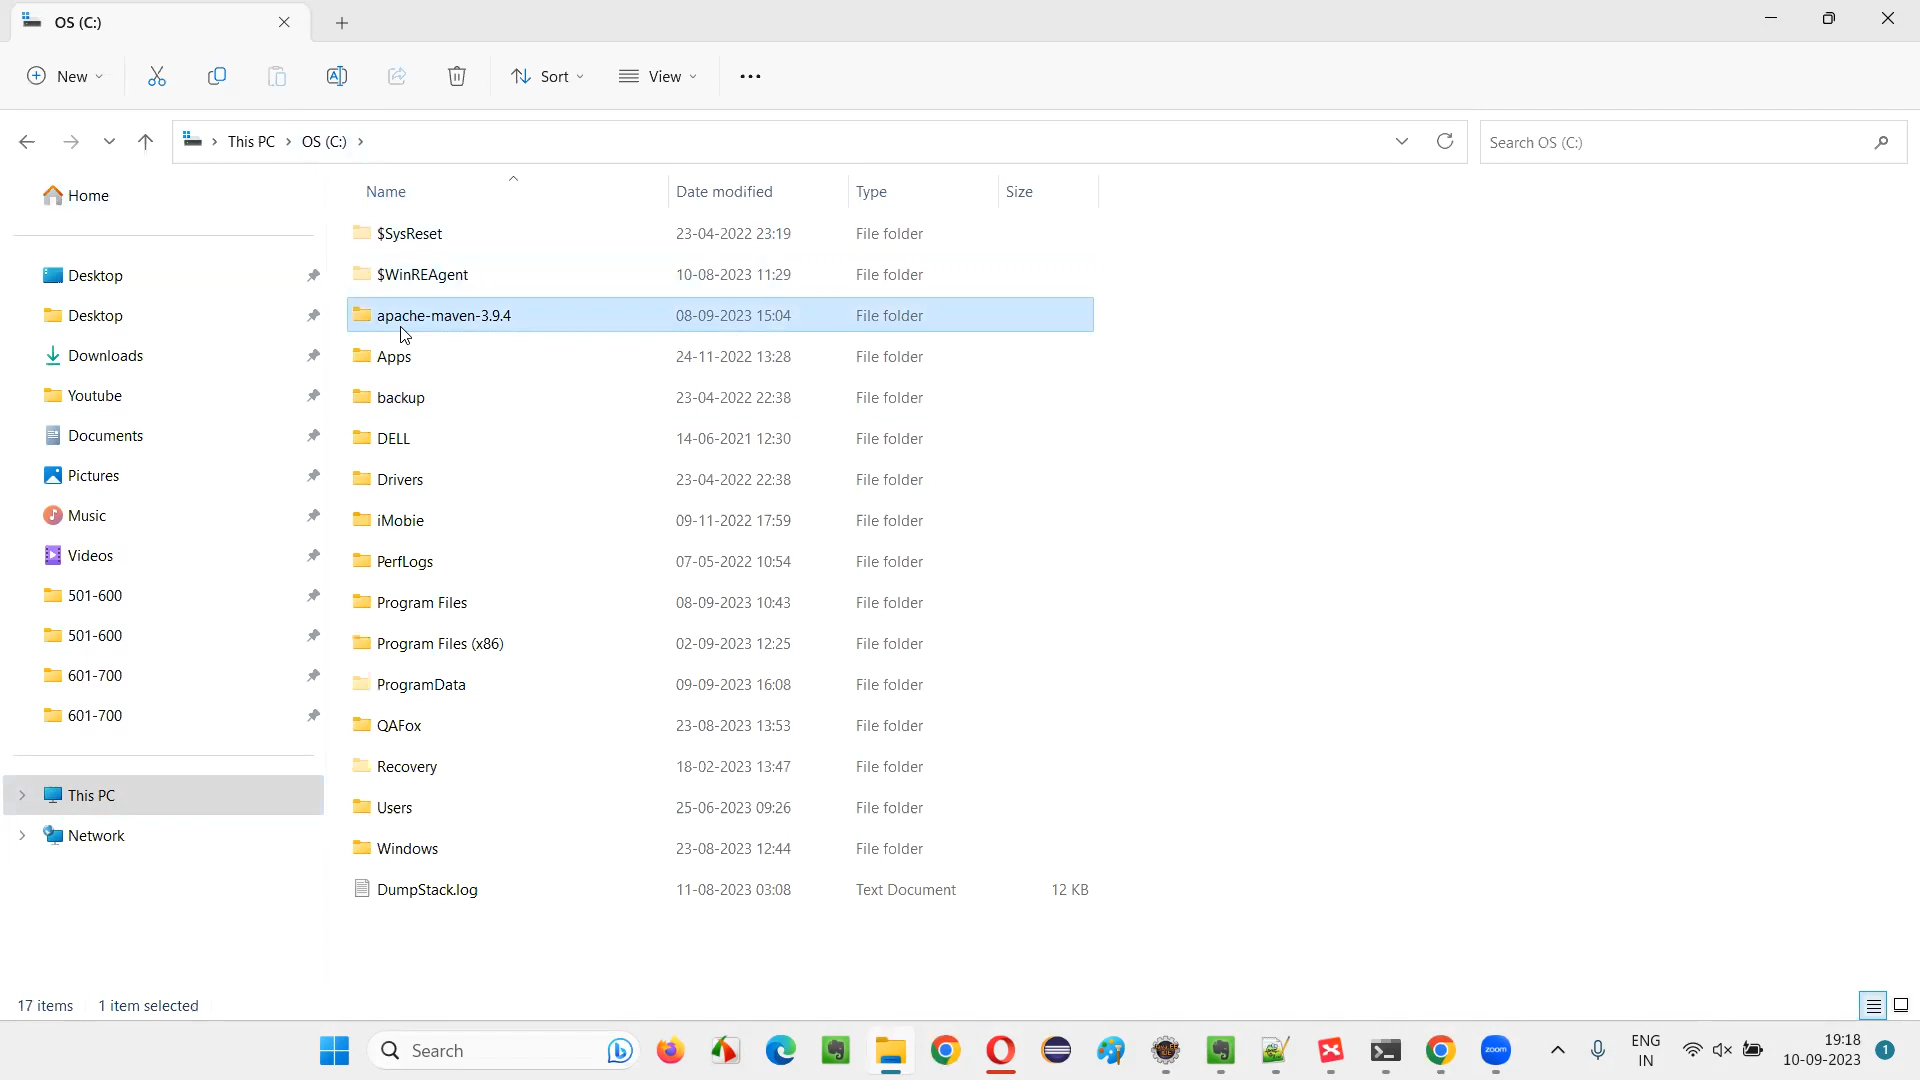 OS (C:)
New
Sort
View
This PC
OS (C:)
Search OS (C:)
Home
Desktop
Desktop
Downloads
Youtube
Documents
Pictures
Music
Videos
501-600
501-600
601-700
601-700
This PC
Network
Name Date modified Type Size
$SysReset 23-04-2022 23:19 File folder
$WinREAgent 10-08-2023 11:29 File folder
apache-maven-3.9.4 08-09-2023 15:04 File folder
Apps 24-11-2022 13:28 File folder
backup 23-04-2022 22:38 File folder
DELL 14-06-2021 12:30 File folder
Drivers 23-04-2022 22:38 File folder
iMobie 09-11-2022 17:59 File folder
PerfLogs 07-05-2022 10:54 File folder
Program Files 08-09-2023 10:43 File folder
Program Files (x86) 02-09-2023 12:25 File folder
ProgramData 09-09-2023 16:08 File folder
QAFox 23-08-2023 13:53 File folder
Recovery 18-02-2023 13:47 File folder
Users 25-06-2023 09:26 File folder
Windows 23-08-2023 12:44 File folder
DumpStack.log 11-08-2023 03:08 Text Document 12 KB
17 items 1 item selected
Search
zoom
ENG
IN
19:18
10-09-2023
1